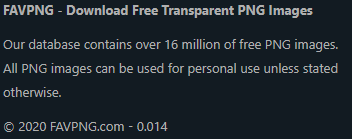 FAVPNG - Download Free Transparent PNG Images
Our database contains over 16 million of free PNG images.
All PNG images can be used for personal use unless stated
otherwise.
© 2020 FAVPNG.com - 0.014